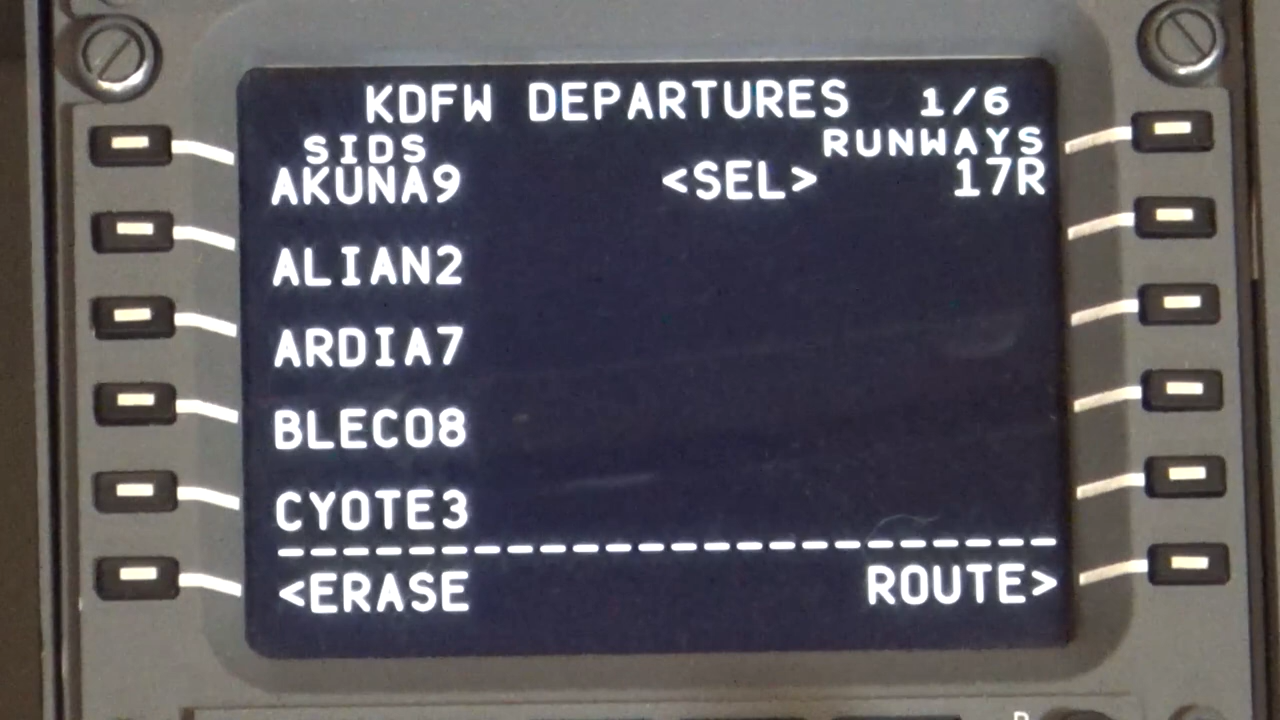 KDFW DEPARTURES 1/6
SIDS RUNWAYS
AKUNA9 <SEL> 17R
ALIAN2
ARDIA7
BLECO8
CYOTE3
------------------------
<ERASE ROUTE>